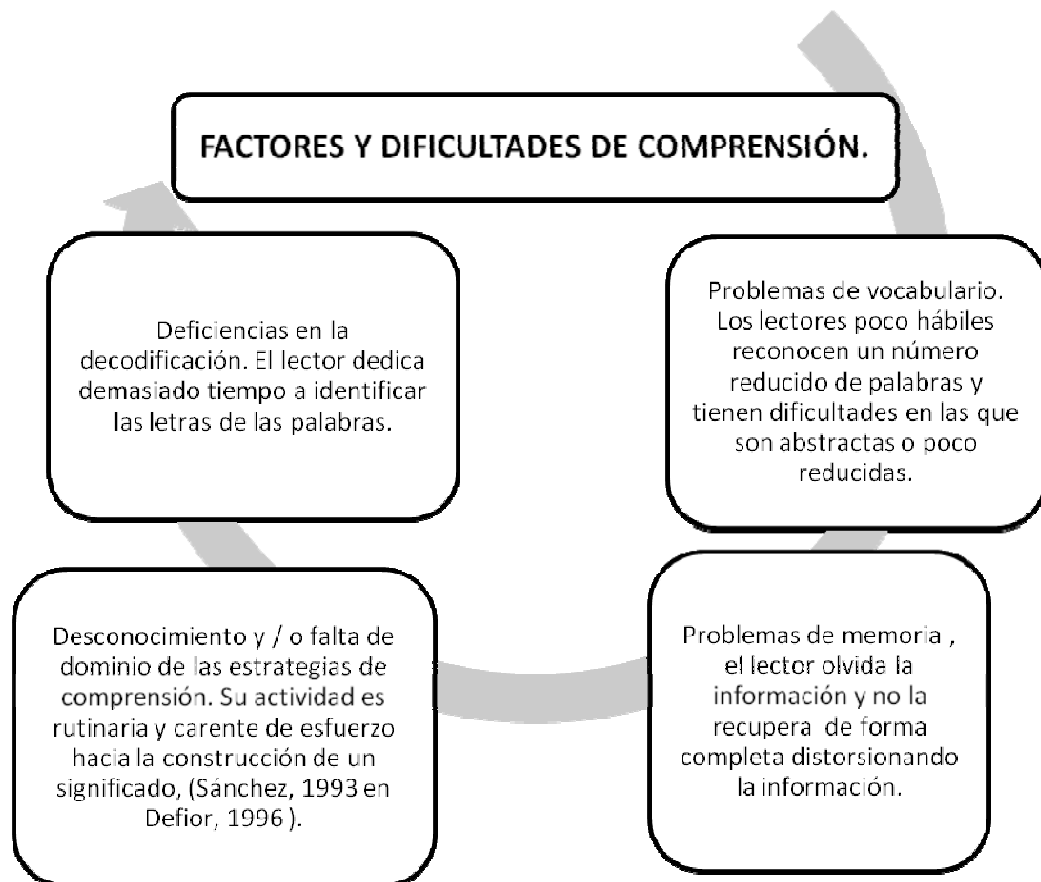 FACTORES Y DIFICULTADES DE COMPRENSIÓN.
Deficiencias en la
decodificación. El lector dedica
demasiado tiempo a identificar
las letras de las palabras.
Problemas de vocabulario.
Los lectores poco hábiles
reconocen un número
reducido de palabras y
tienen dificultades en las que
son abstractas o poco
reducidas.
Desconocimiento y / o falta de
dominio de las estrategias de
comprensión. Su actividad es
rutinaria y carente de esfuerzo
hacia la construcción de un
significado, (Sánchez, 1993 en
Defior, 1996 ).
Problemas de memoria ,
el lector olvida la
información y no la
recupera de forma
completa distorsionando
la información.